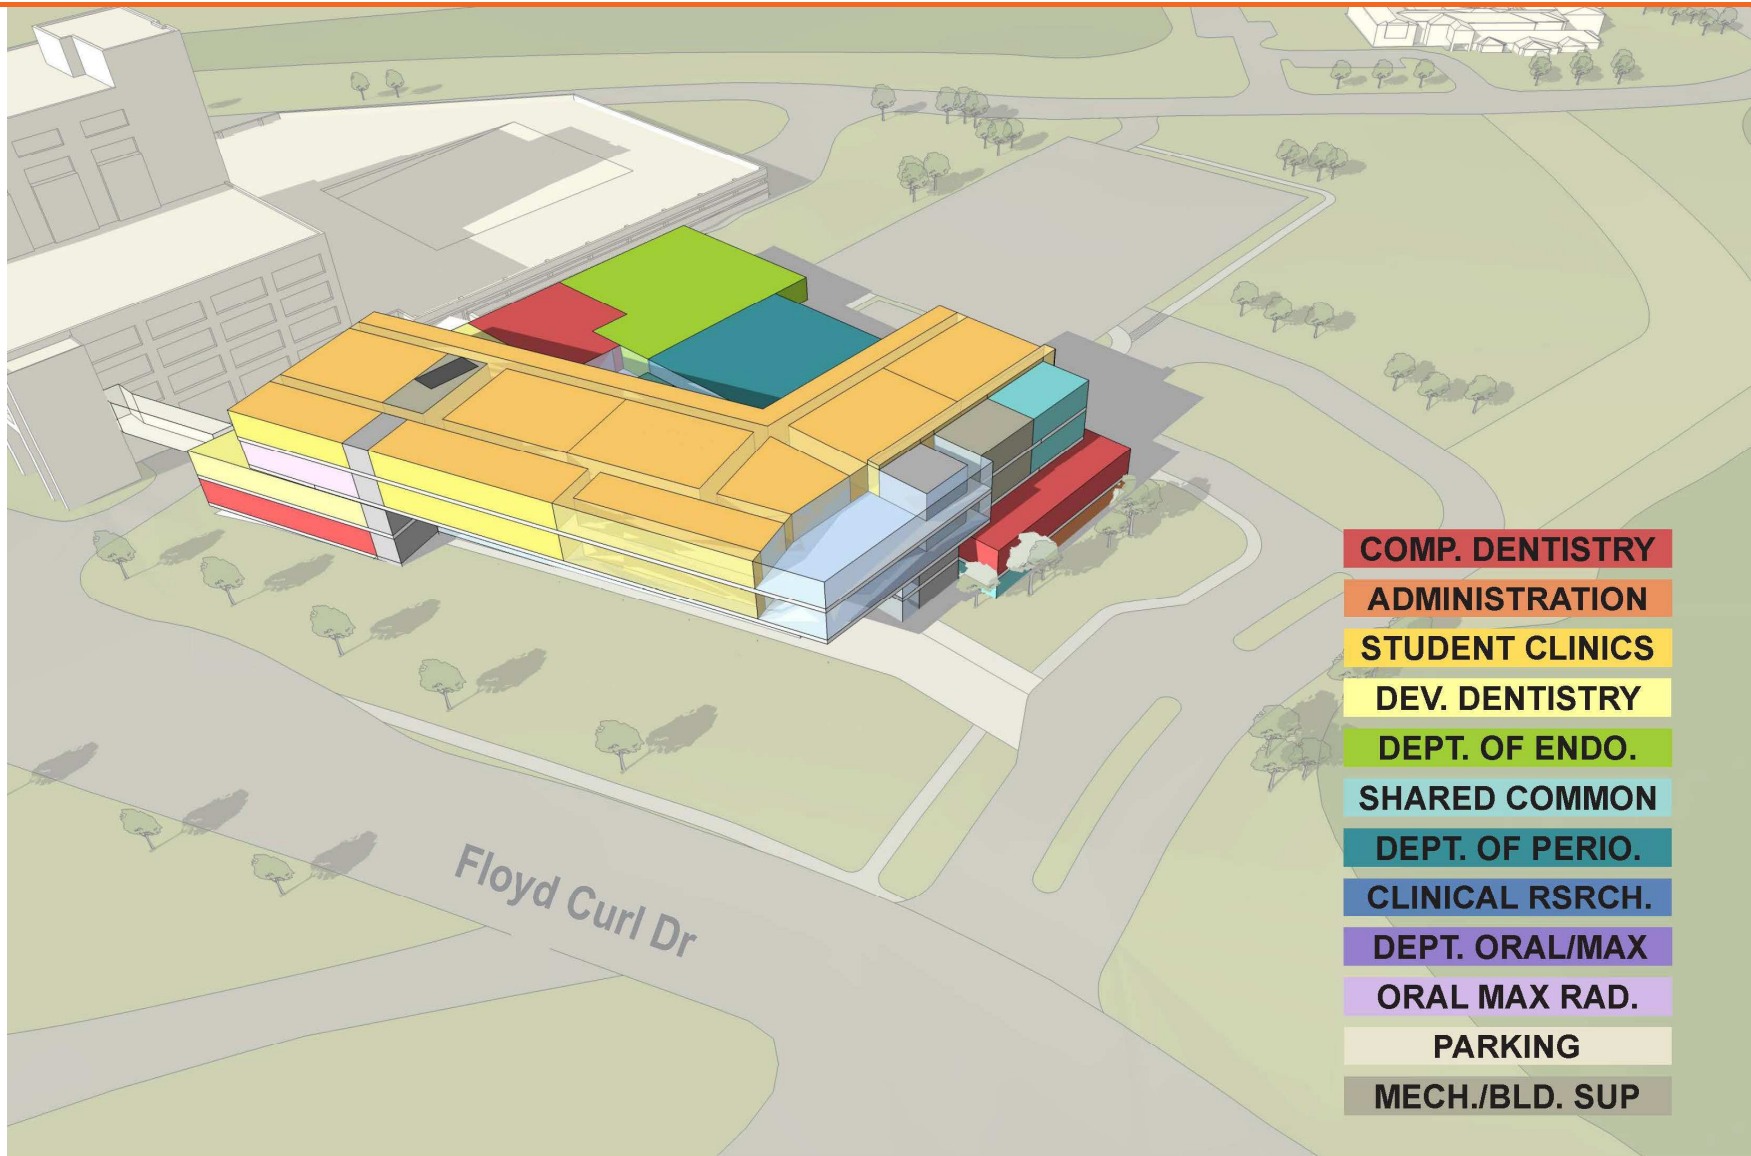 COMP. DENTISTRY
ADMINISTRATION
STUDENT CLINICS
DEV. DENTISTRY
DEPT. OF ENDO.
SHARED COMMON
DEPT. OF PERIO.
CLINICAL RSRCH.
DEPT. ORAL/MAX
ORAL MAX RAD.
PARKING
MECH./BLD. SUP
Floyd Curl Dr